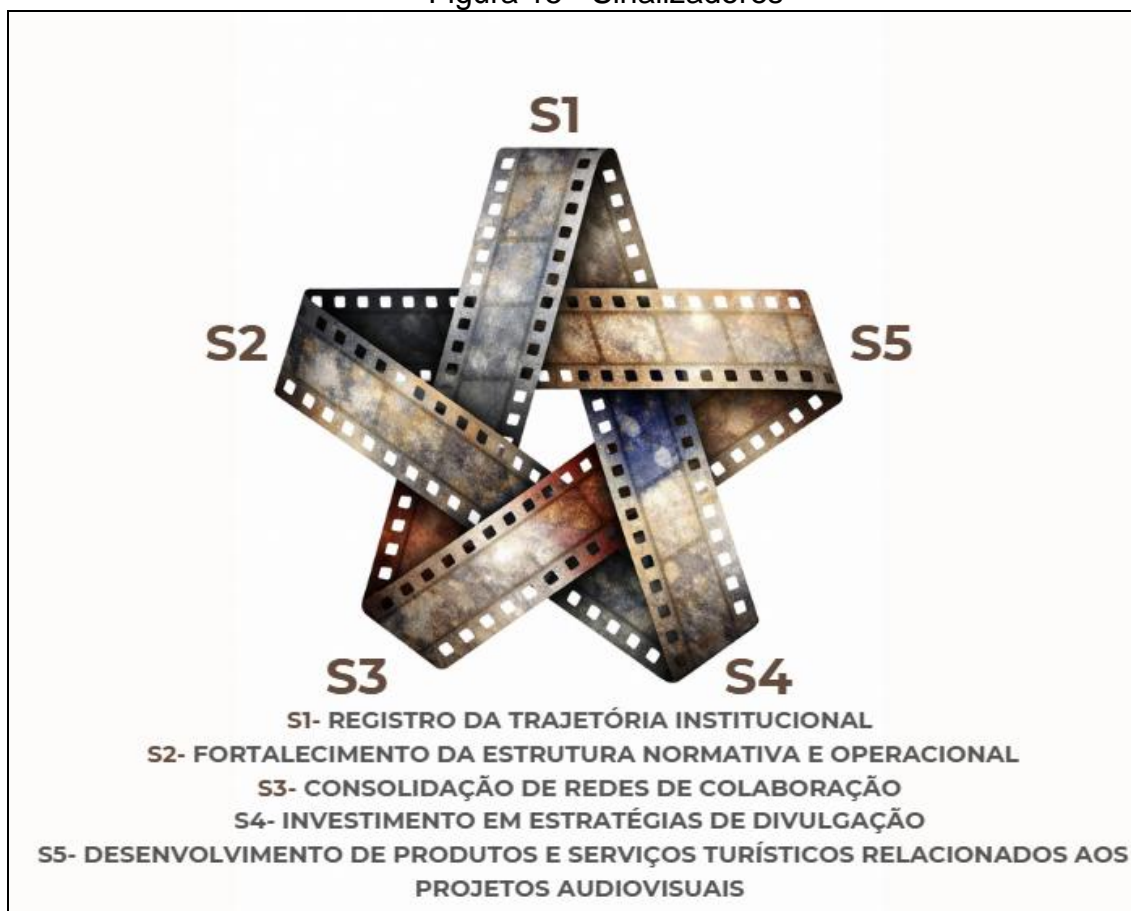 Sinalizadores
S1
S2
S5
S3
S4
S1- REGISTRO DA TRAJETÓRIA INSTITUCIONAL
S2- FORTALECIMENTO DA ESTRUTURA NORMATIVA E OPERACIONAL
S3- CONSOLIDAÇÃO DE REDES DE COLABORAÇÃO
S4- INVESTIMENTO EM ESTRATÉGIAS DE DIVULGAÇÃO
S5- DESENVOLVIMENTO DE PRODUTOS E SERVIÇOS TURÍSTICOS RELACIONADOS AOS
PROJETOS AUDIOVISUAIS